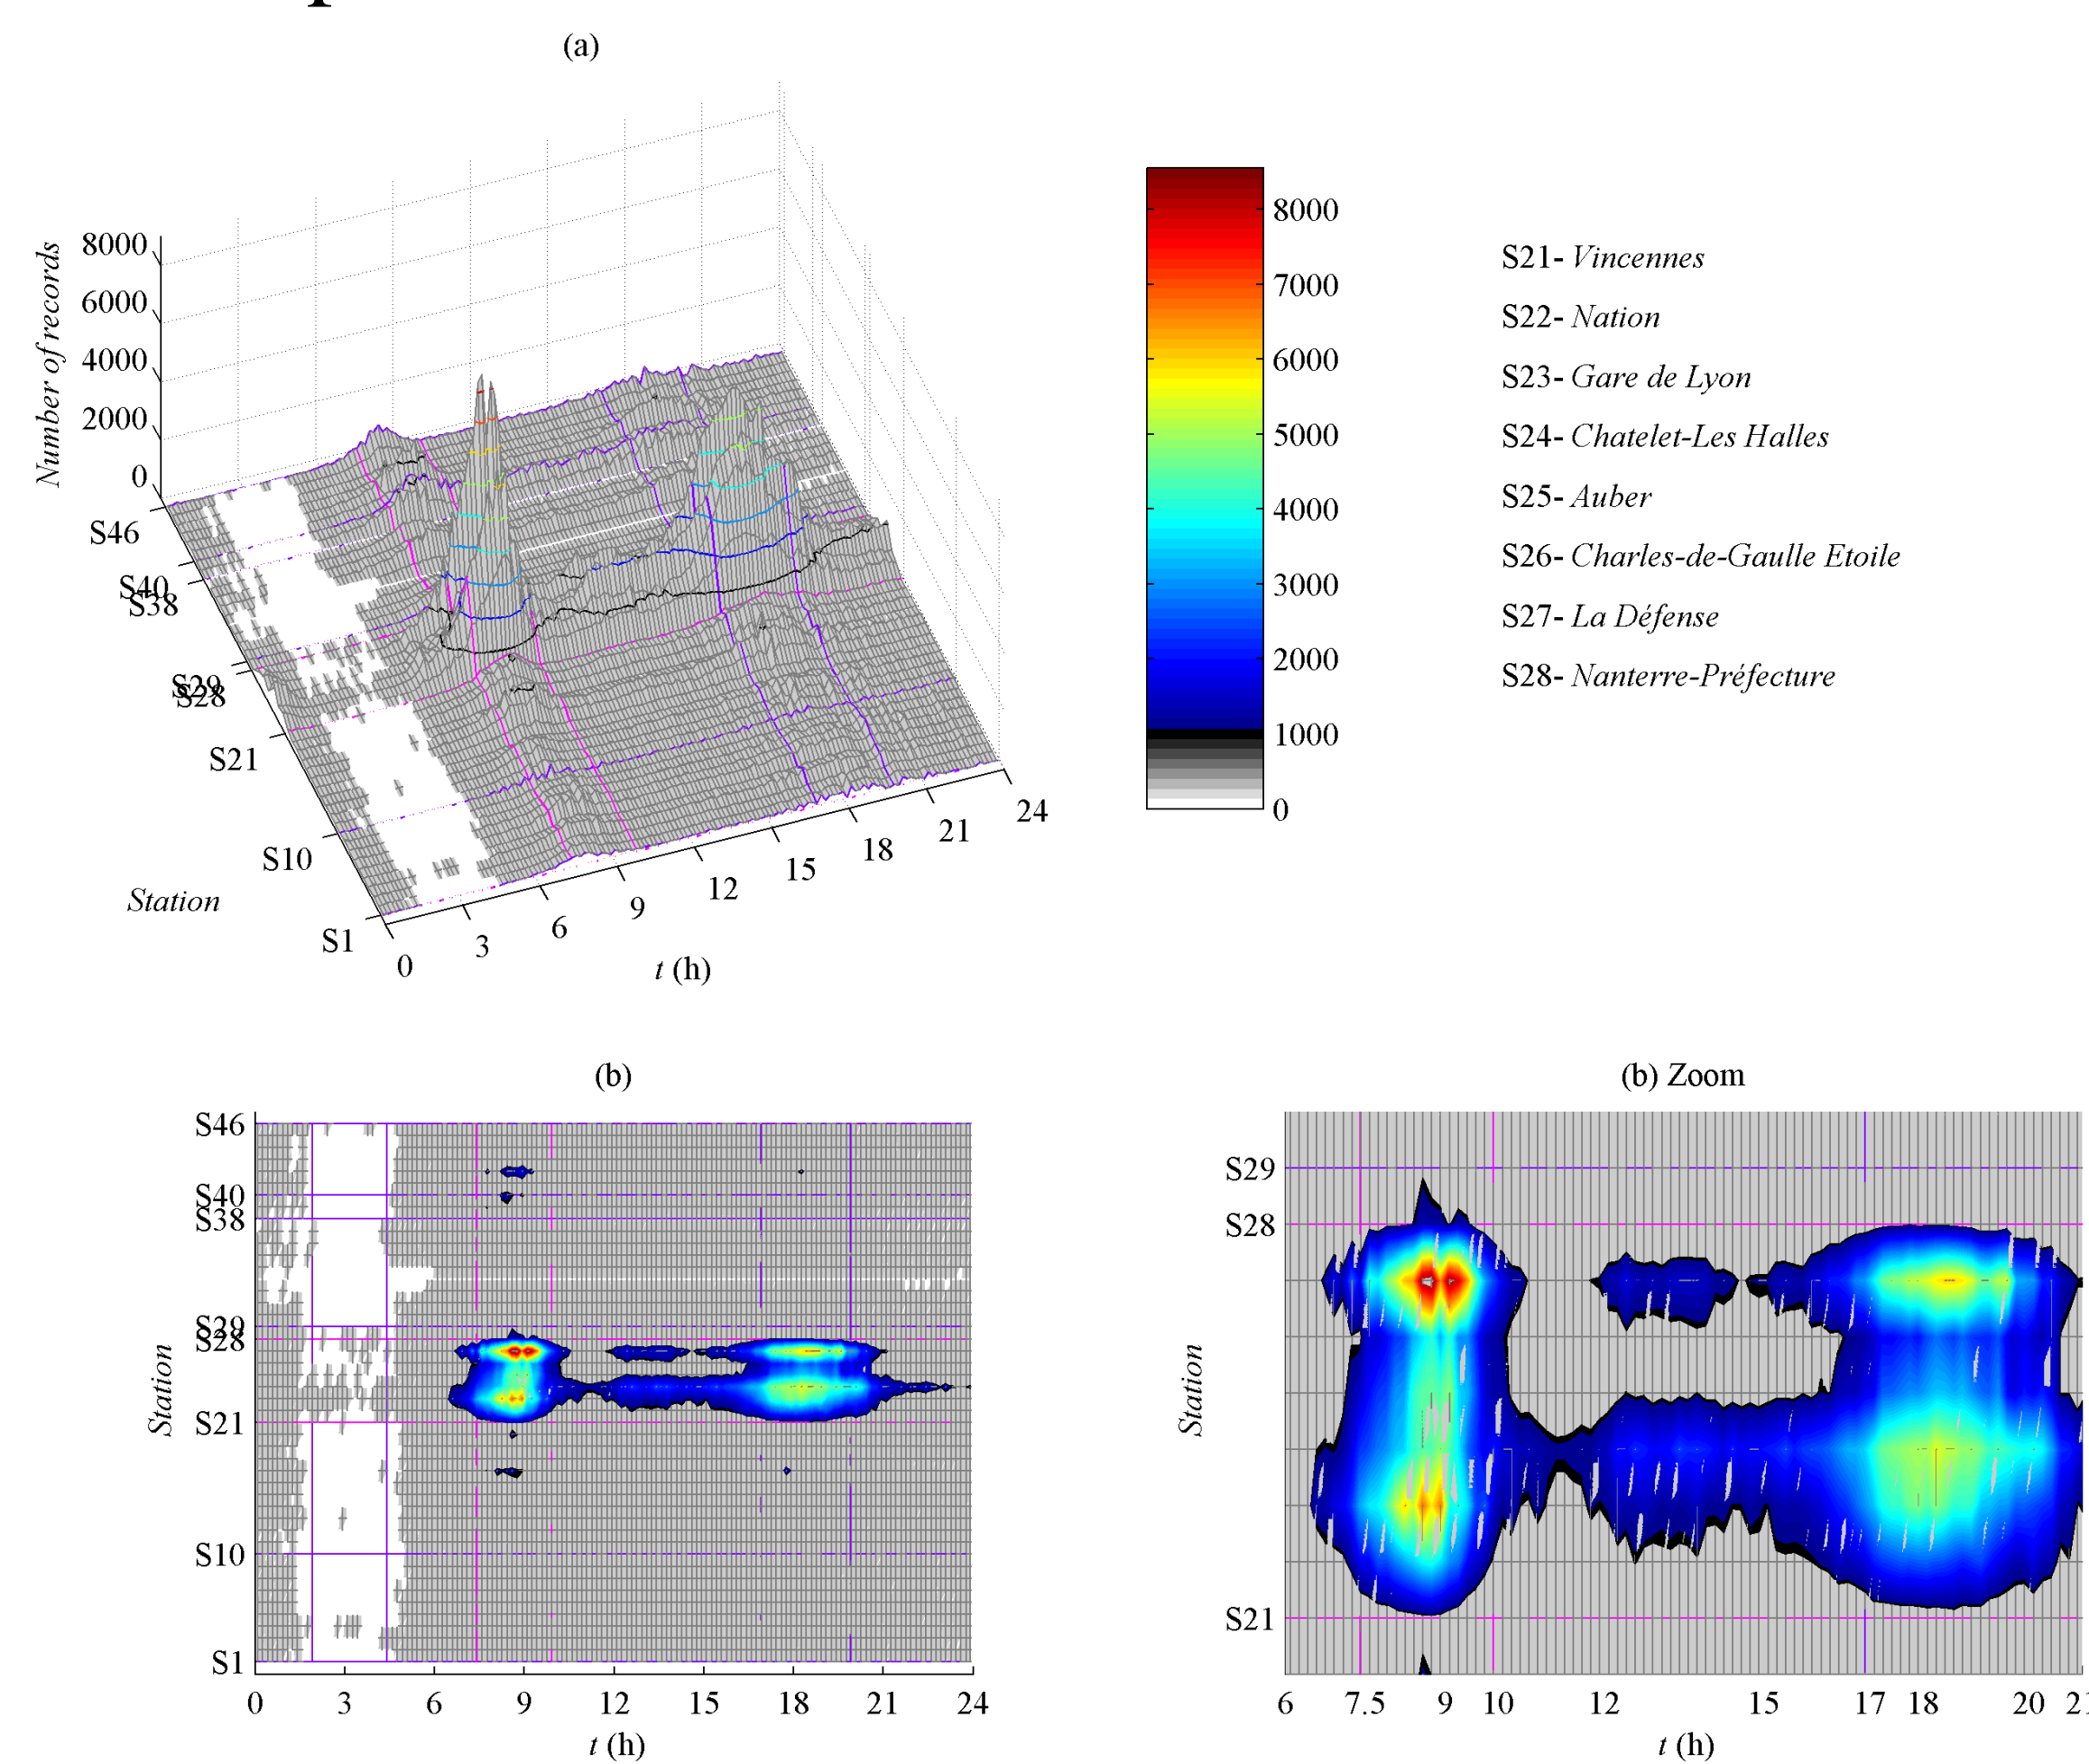 (a)
Number of records
8000
6000
4000
2000
0
S46
S40
S38
S29
S28
S21
S10
S1
Station
0
3
6
9
12
15
18
21
24
t (h)
8000
7000
6000
5000
4000
3000
2000
1000
0
S21- Vincennes
S22- Nation
S23- Gare de Lyon
S24- Chatelet-Les Halles
S25- Auber
S26- Charles-de-Gaulle Etoile
S27- La Défense
S28- Nanterre-Préfecture
(b)
S46
S40
S38
S29
S28
S21
S10
S1
Station
0 3 6 9 12 15 18 21 24
t (h)
(b) Zoom
S29
S28
S21
Station
6 7.5 9 10 12 15 17 18 20
t (h)